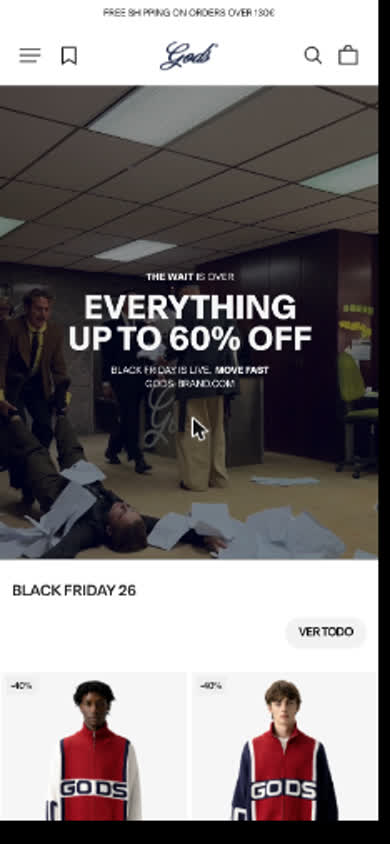 FREE SHIPPING ON ORDERS OVER 130€
Gods
THE WAIT IS OVER
EVERYTHING
UP TO 60% OFF
BLACK FRIDAY IS LIVE. MOVE FAST
GODS-BRAND.COM
BLACK FRIDAY 26
VER TODO
-40%
-40%
GODS
GODS